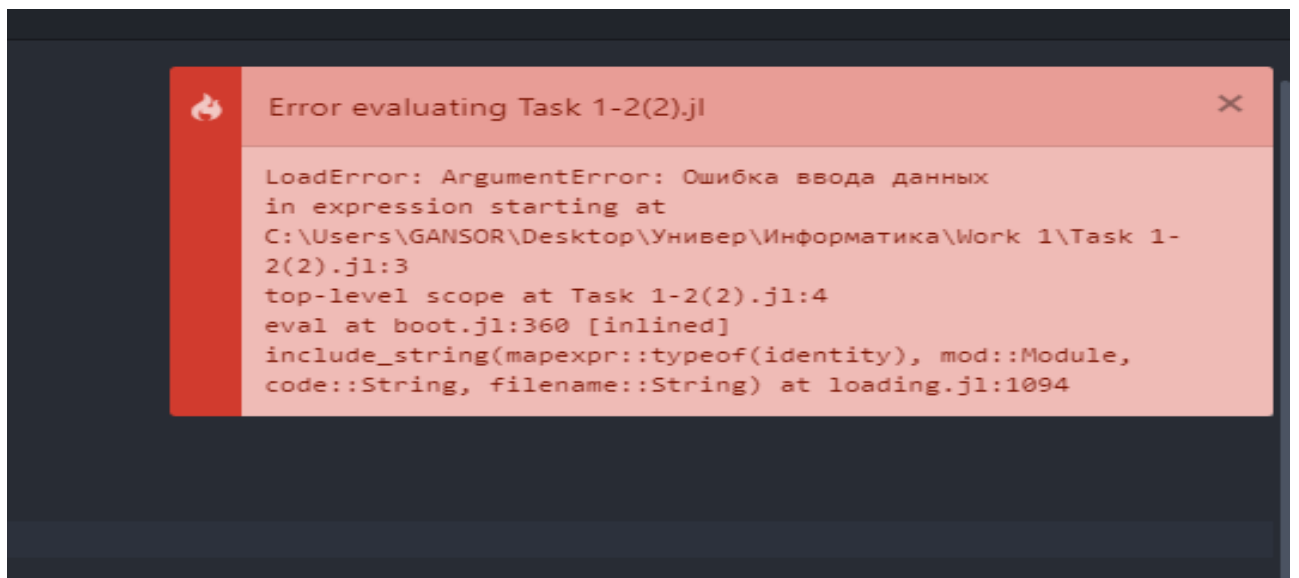 Error evaluating Task 1-2(2).jl
LoadError: ArgumentError: Ошибка ввода данных
in expression starting at
C:\Users\GANSOR\Desktop\Универ\Информатика\Work 1\Task 1-
2(2).jl:3
top-level scope at Task 1-2(2).jl:4
eval at boot.jl:360 [inlined]
include_string(mapexpr::typeof(identity), mod::Module,
code::String, filename::String) at loading.jl:1094